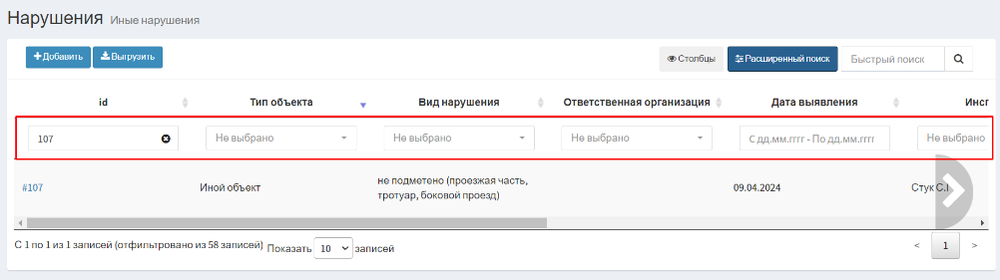 Нарушения Иные нарушения
Добавить Выгрузить Столбцы Расширенный поиск Быстрый поиск
id Тип объекта Вид нарушения Ответственная организация Дата выявления Инсп
107 Не выбрано Не выбрано Не выбрано С дд.мм.гггг - По дд.мм.гггг Не выбрано
#107 Иной объект не подметено (проезжая часть, тротуар, боковой проезд) 09.04.2024 Стук С.
С 1 по 1 из 1 записей (отфильтровано из 58 записей) Показать 10 записей < 1 >